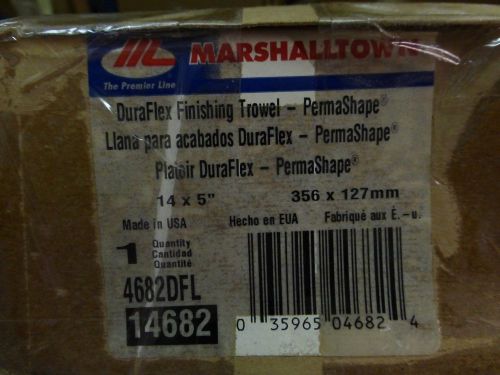 ML MARSHALLTOWN
The Premier Line
DuraFlex Finishing Trowel – PermaShape®
Llana para acabados DuraFlex – PermaShape®
Platoir DuraFlex – PermaShape®
14 x 5" 356 x 127mm
Made in USA Hecho en EUA Fabriqué aux É.-u.
1 Quantity
Cantidad
Quantité
4682DFL
14682
0 35965 04682 4